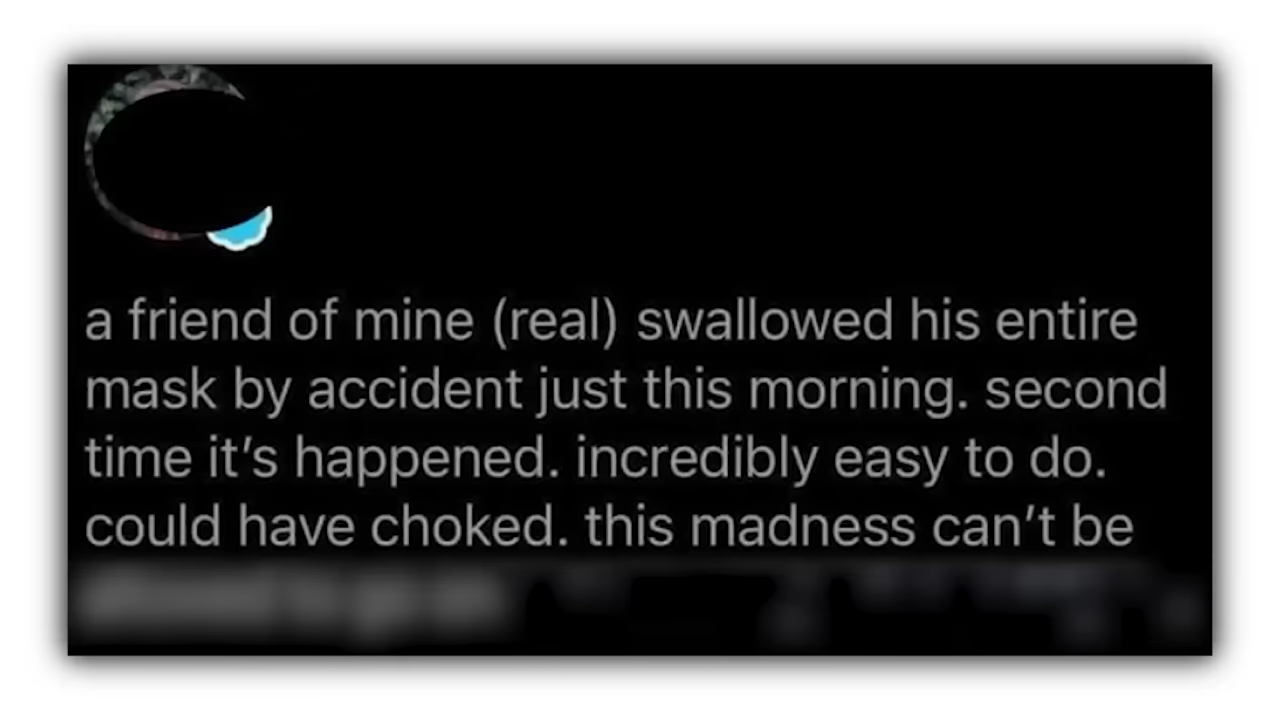 a friend of mine (real) swallowed his entire
mask by accident just this morning. second
time it's happened. incredibly easy to do.
could have choked. this madness can't be